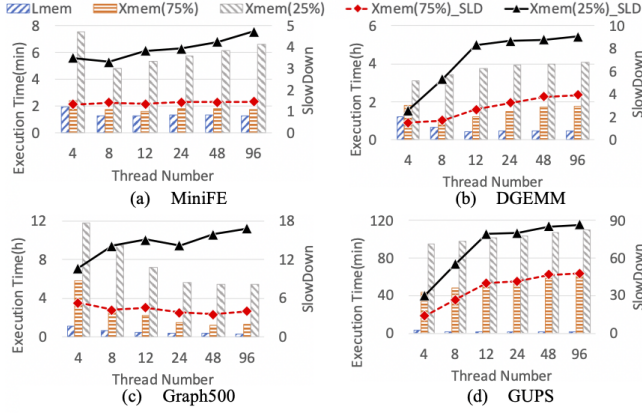 Lmem Xmem(75%) Xmem(25%) Xmem(75%)_SLD Xmem(25%)_SLD
Execution Time(min)
8
6
4
2
0
5
4
3
2
1
0
SlowDown
4 8 12 24 48 96
Thread Number
(a) MiniFE
Execution Time(h)
6
4
2
0
10
8
6
4
2
0
SlowDown
4 8 12 24 48 96
Thread Number
(b) DGEMM
Execution Time(h)
12
8
4
0
18
12
6
0
SlowDown
4 8 12 24 48 96
Thread Number
(c) Graph500
Execution Time(min)
120
80
40
0
90
60
30
0
SlowDown
4 8 12 24 48 96
Thread Number
(d) GUPS